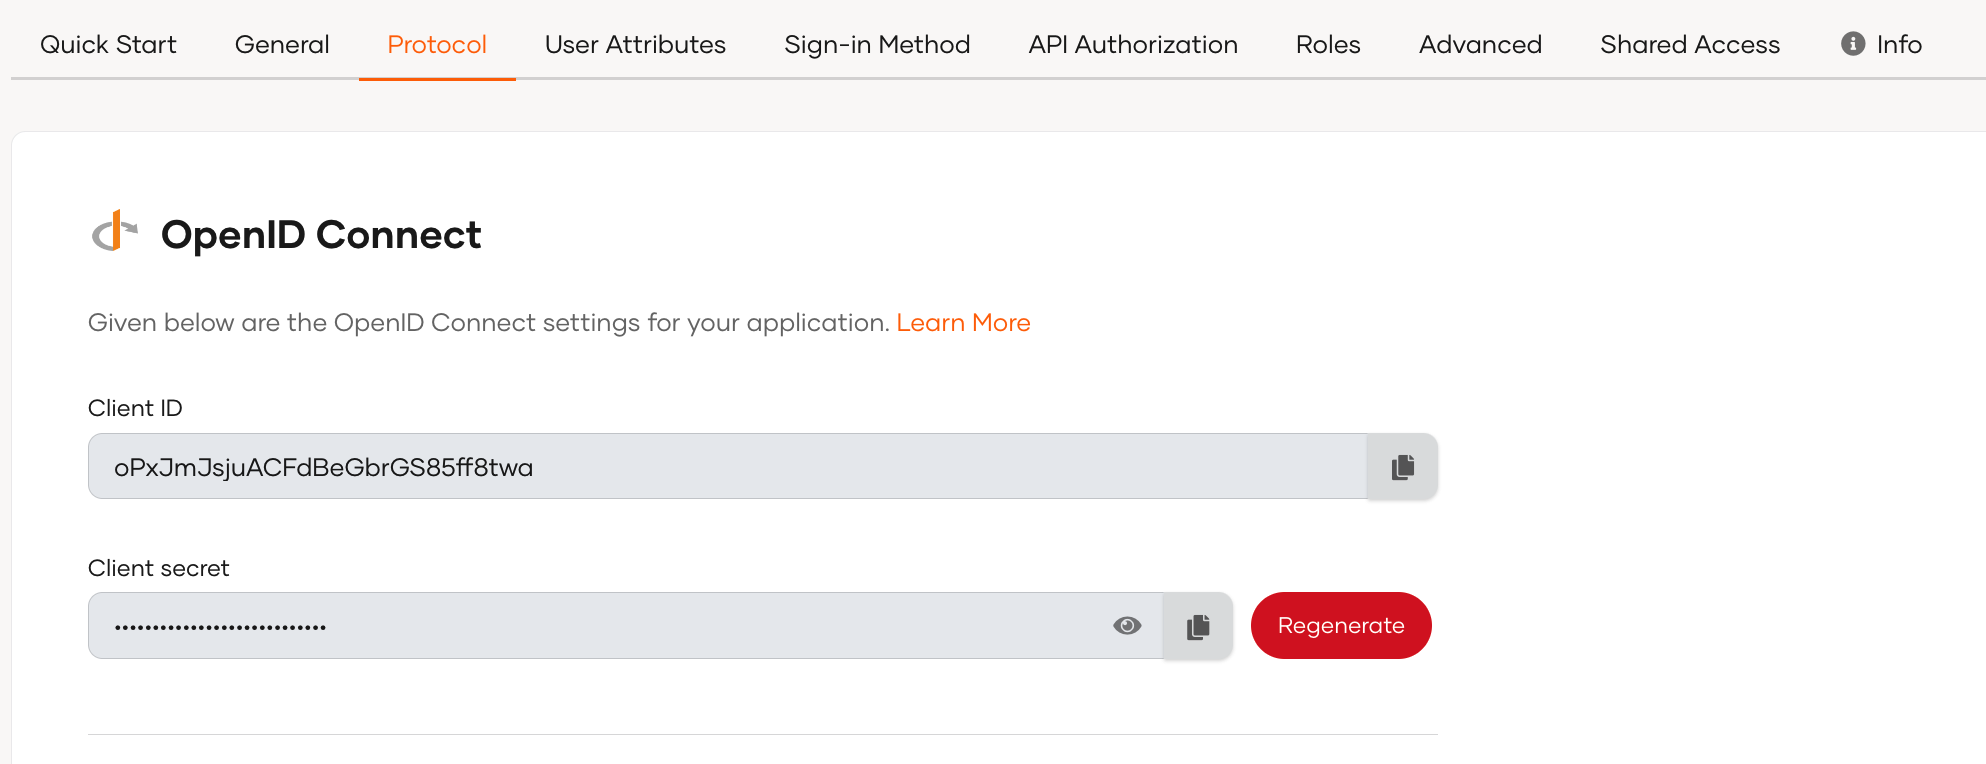 Quick Start General Protocol User Attributes Sign-in Method API Authorization Roles Advanced Shared Access Info
OpenID Connect
Given below are the OpenID Connect settings for your application. Learn More
Client ID
oPxJmJsjuACFdBeGbrGS85ff8twa
Client secret
••••••••••••••••••••••••••••
Regenerate